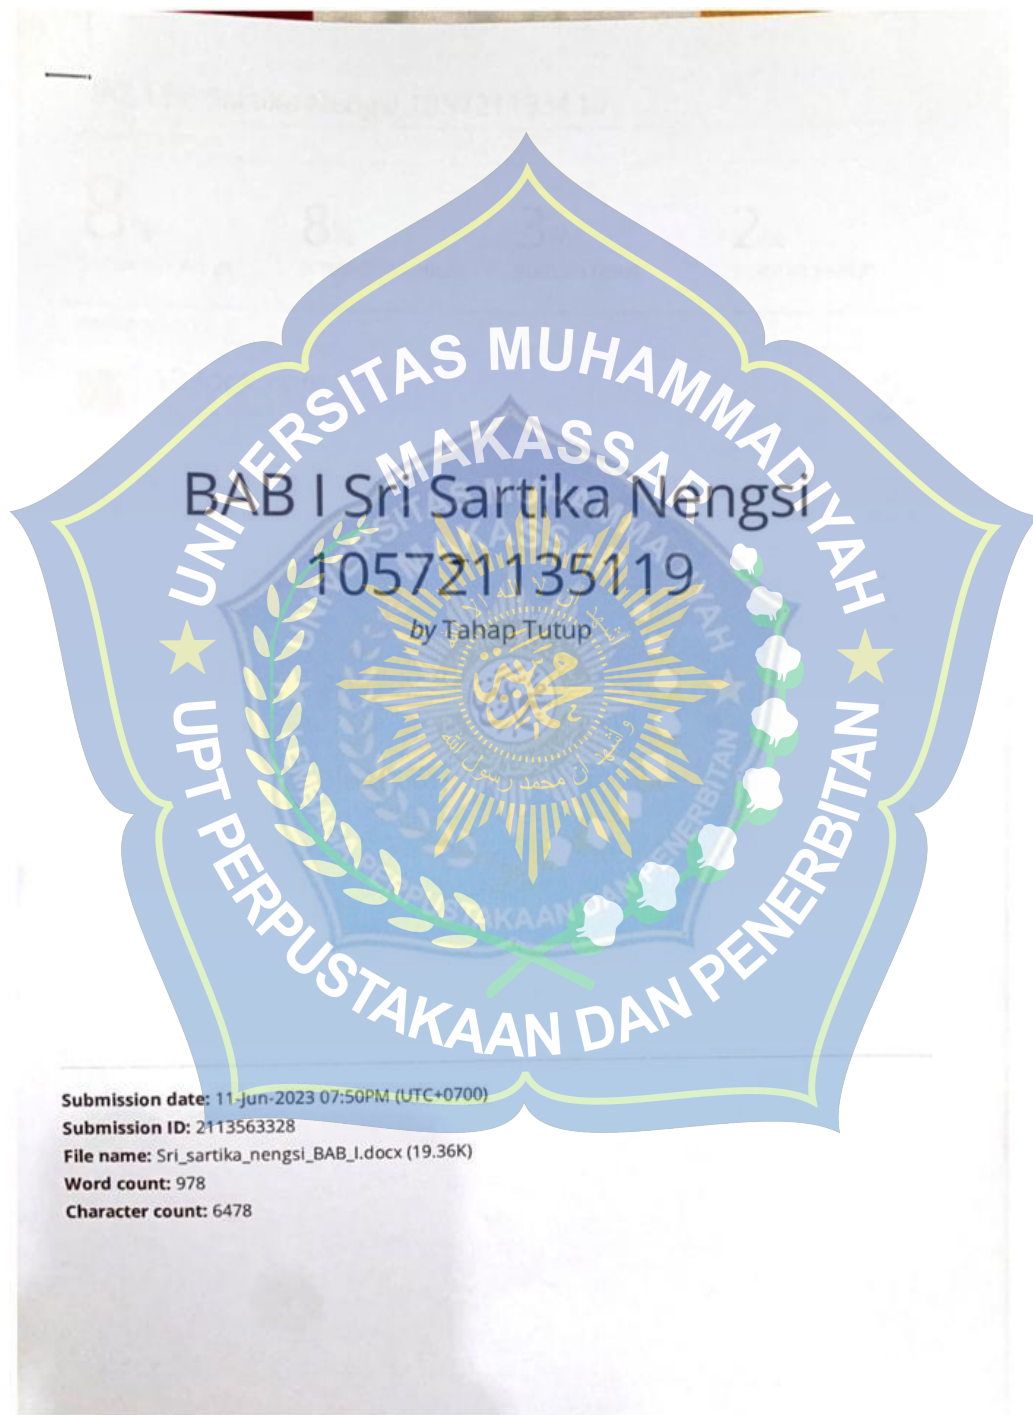 UNIVERSITAS MUHAMMADIYAH
MAKASSAR
BAB I Sri Sartika Nengsi
105721135119
by Tahap Tutup
UPT PERPUSTAKAAN DAN PENERBITAN
Submission date: 11-Jun-2023 07:50PM (UTC+0700)
Submission ID: 2113563328
File name: Sri_sartika_nengsi_BAB_I.docx (19.36K)
Word count: 978
Character count: 6478